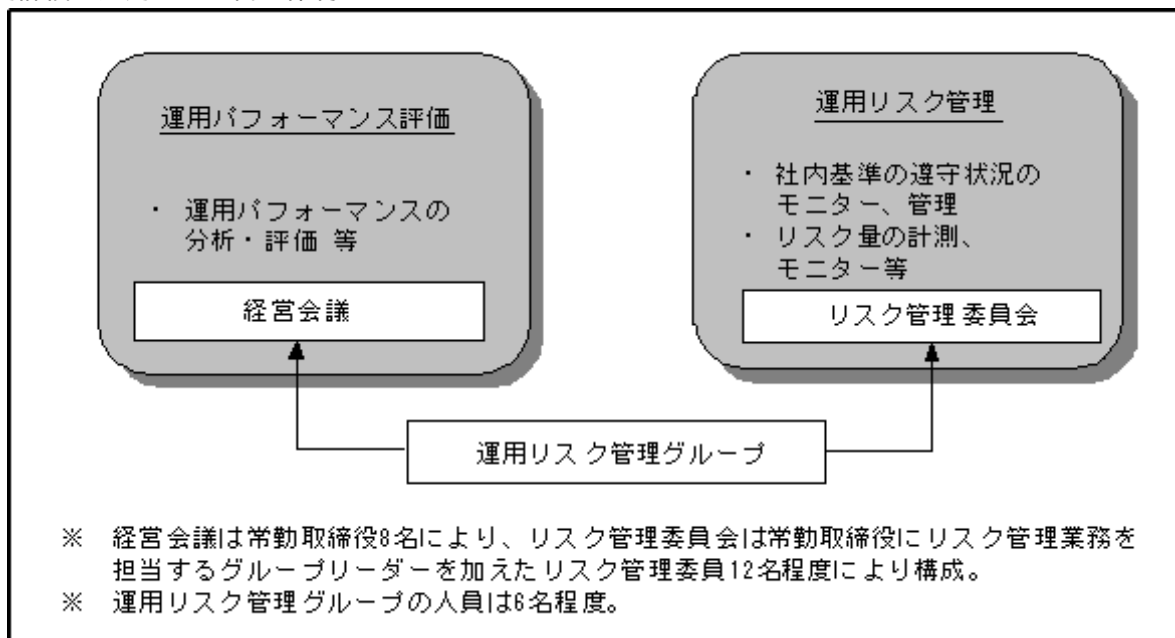 運用パフォーマンス評価
・ 運用パフォーマンスの
分析・評価 等
経営会議
運用リスク管理
・ 社内基準の遵守状況の
モニター、管理
・ リスク量の計測、
モニター等
リスク管理委員会
運用リスク管理グループ
※ 経営会議は常勤取締役8名により、リスク管理委員会は常勤取締役にリスク管理業務を
担当するグループリーダーを加えたリスク管理委員12名程度により構成。
※ 運用リスク管理グループの人員は6名程度。